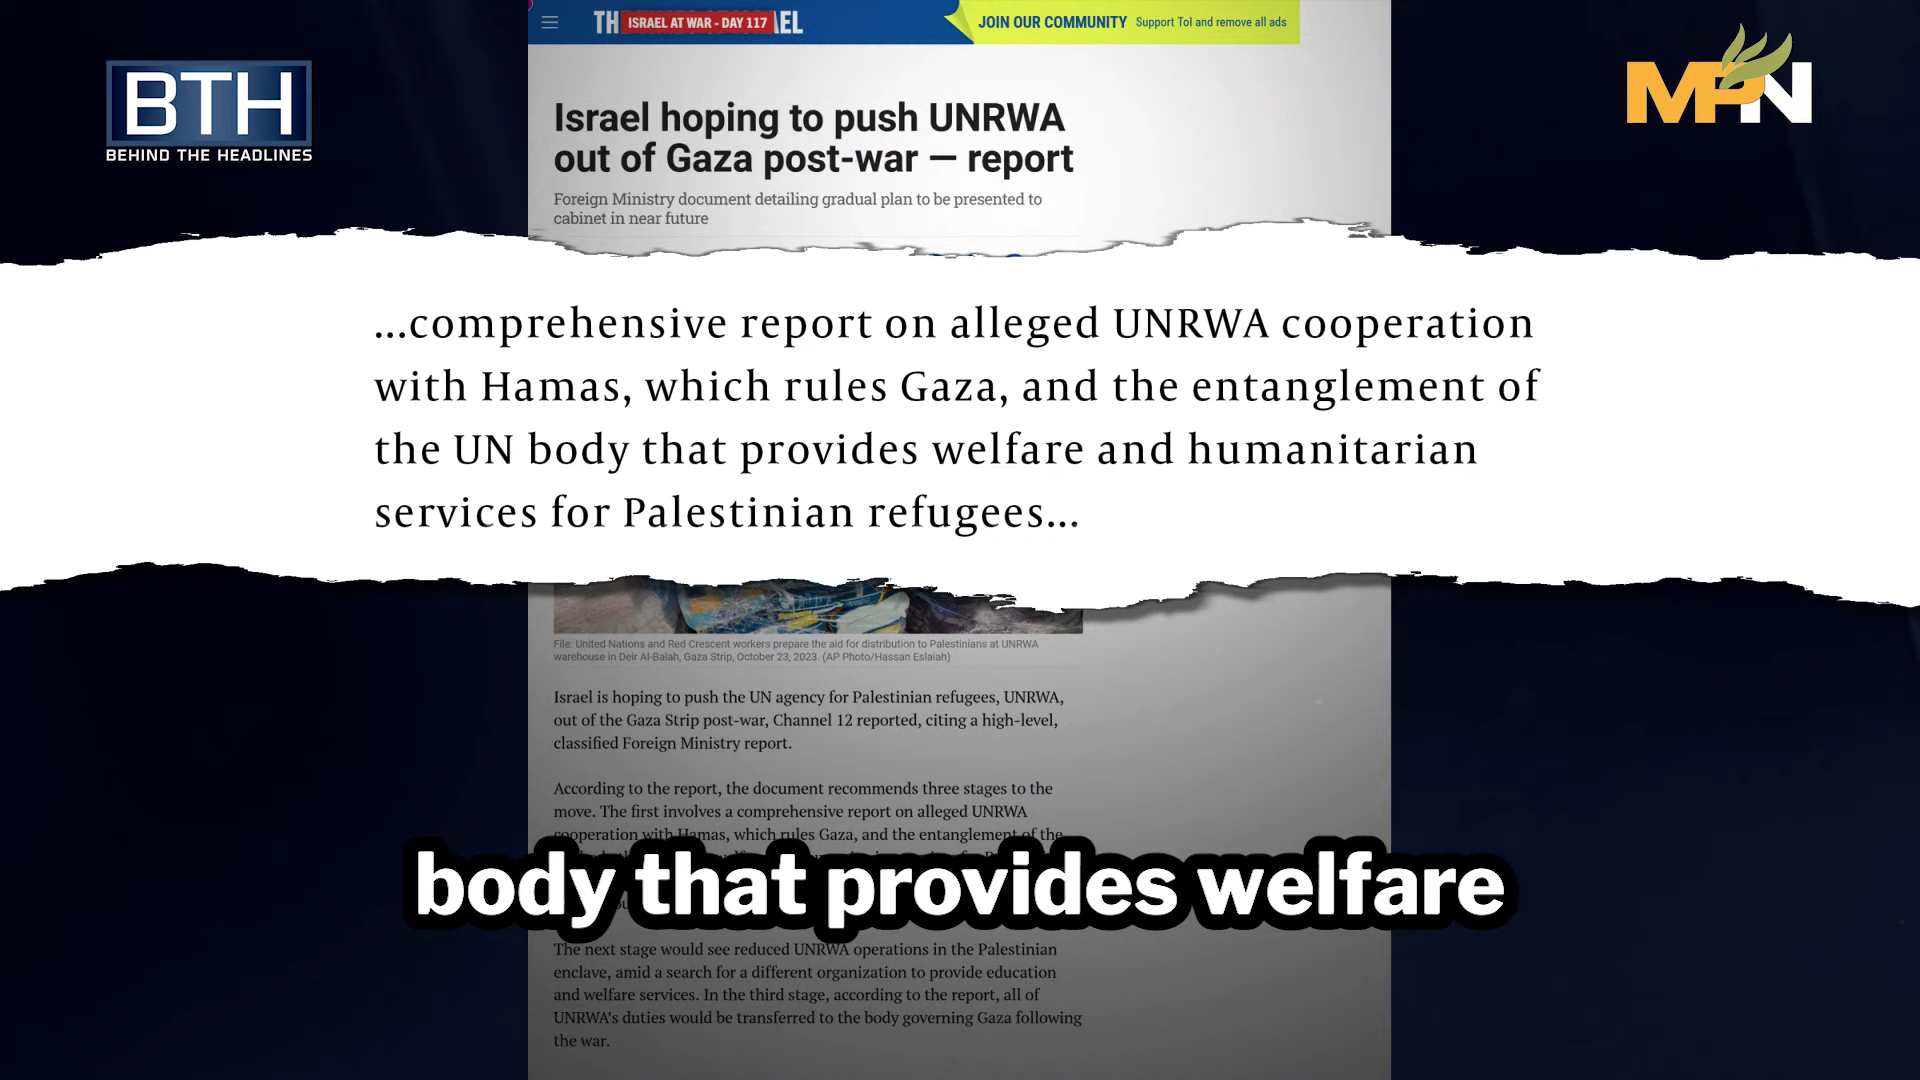 TH ISRAEL AT WAR - DAY 117 EL
JOIN OUR COMMUNITY Support ToI and remove all ads
BTH
BEHIND THE HEADLINES
MPN
Israel hoping to push UNRWA
out of Gaza post-war — report
Foreign Ministry document detailing gradual plan to be presented to
cabinet in near future
...comprehensive report on alleged UNRWA cooperation
with Hamas, which rules Gaza, and the entanglement of
the UN body that provides welfare and humanitarian
services for Palestinian refugees...
File: United Nations and Red Crescent workers prepare the aid for distribution to Palestinians at UNRWA
warehouse in Deir Al-Balah, Gaza Strip, October 23, 2023. (AP Photo/Hassan Eslaiah)
Israel is hoping to push the UN agency for Palestinian refugees, UNRWA,
out of the Gaza Strip post-war, Channel 12 reported, citing a high-level,
classified Foreign Ministry report.
According to the report, the document recommends three stages to the
move. The first involves a comprehensive report on alleged UNRWA
cooperation with Hamas, which rules Gaza, and the entanglement of the
body that provides welfare
The next stage would see reduced UNRWA operations in the Palestinian
enclave, amid a search for a different organization to provide education
and welfare services. In the third stage, according to the report, all of
UNRWA's duties would be transferred to the body governing Gaza following
the war.